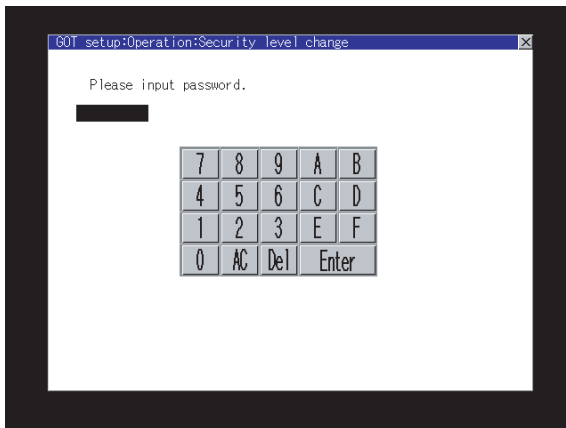 GOT setup:Operation:Security level change ×
Please input password.
7 8 9 A B
4 5 6 C D
1 2 3 E F
0 AC Del Enter